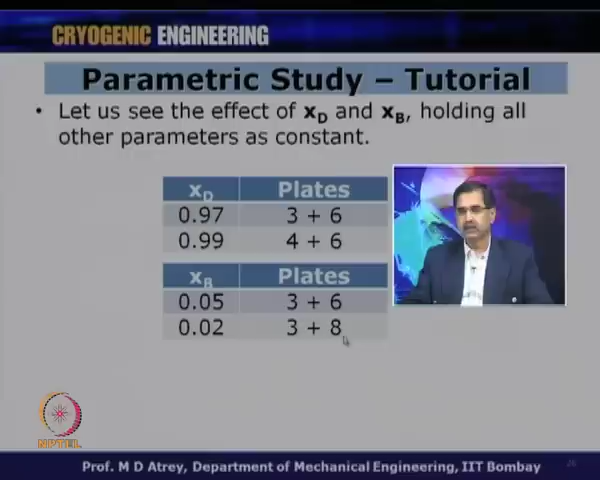 CRYOGENIC ENGINEERING
Parametric Study – Tutorial
• Let us see the effect of xD and xB, holding all
other parameters as constant.
xD Plates
0.97 3 + 6
0.99 4 + 6
xB Plates
0.05 3 + 6
0.02 3 + 8
NPTEL
Prof. M D Atrey, Department of Mechanical Engineering, IIT Bombay